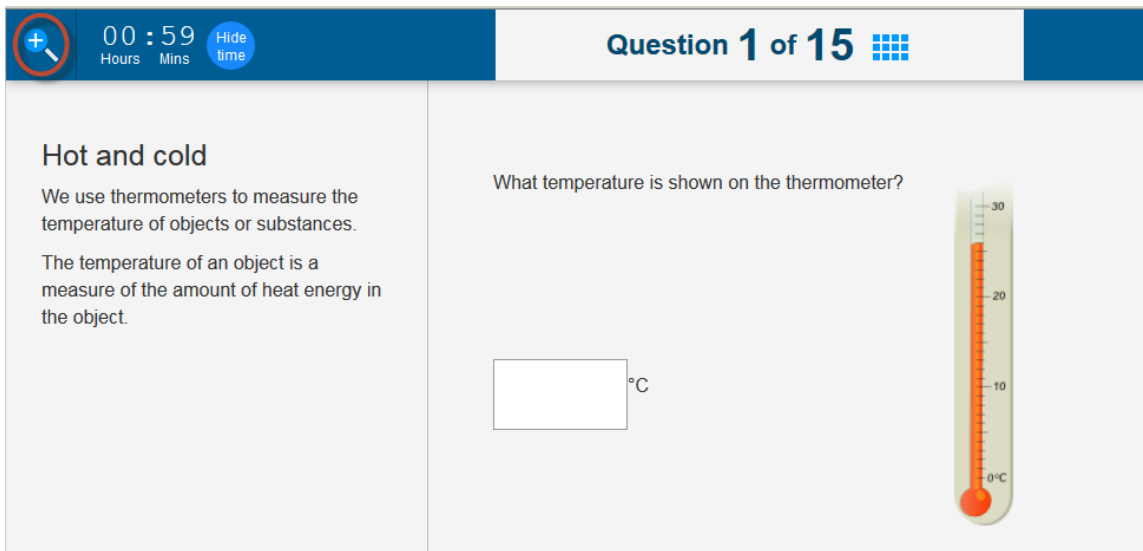 00 : 59
Hours Mins
Hide
time
Question 1 of 15
Hot and cold
We use thermometers to measure the
temperature of objects or substances.
The temperature of an object is a
measure of the amount of heat energy in
the object.
What temperature is shown on the thermometer?
°C
30
20
10
0°C